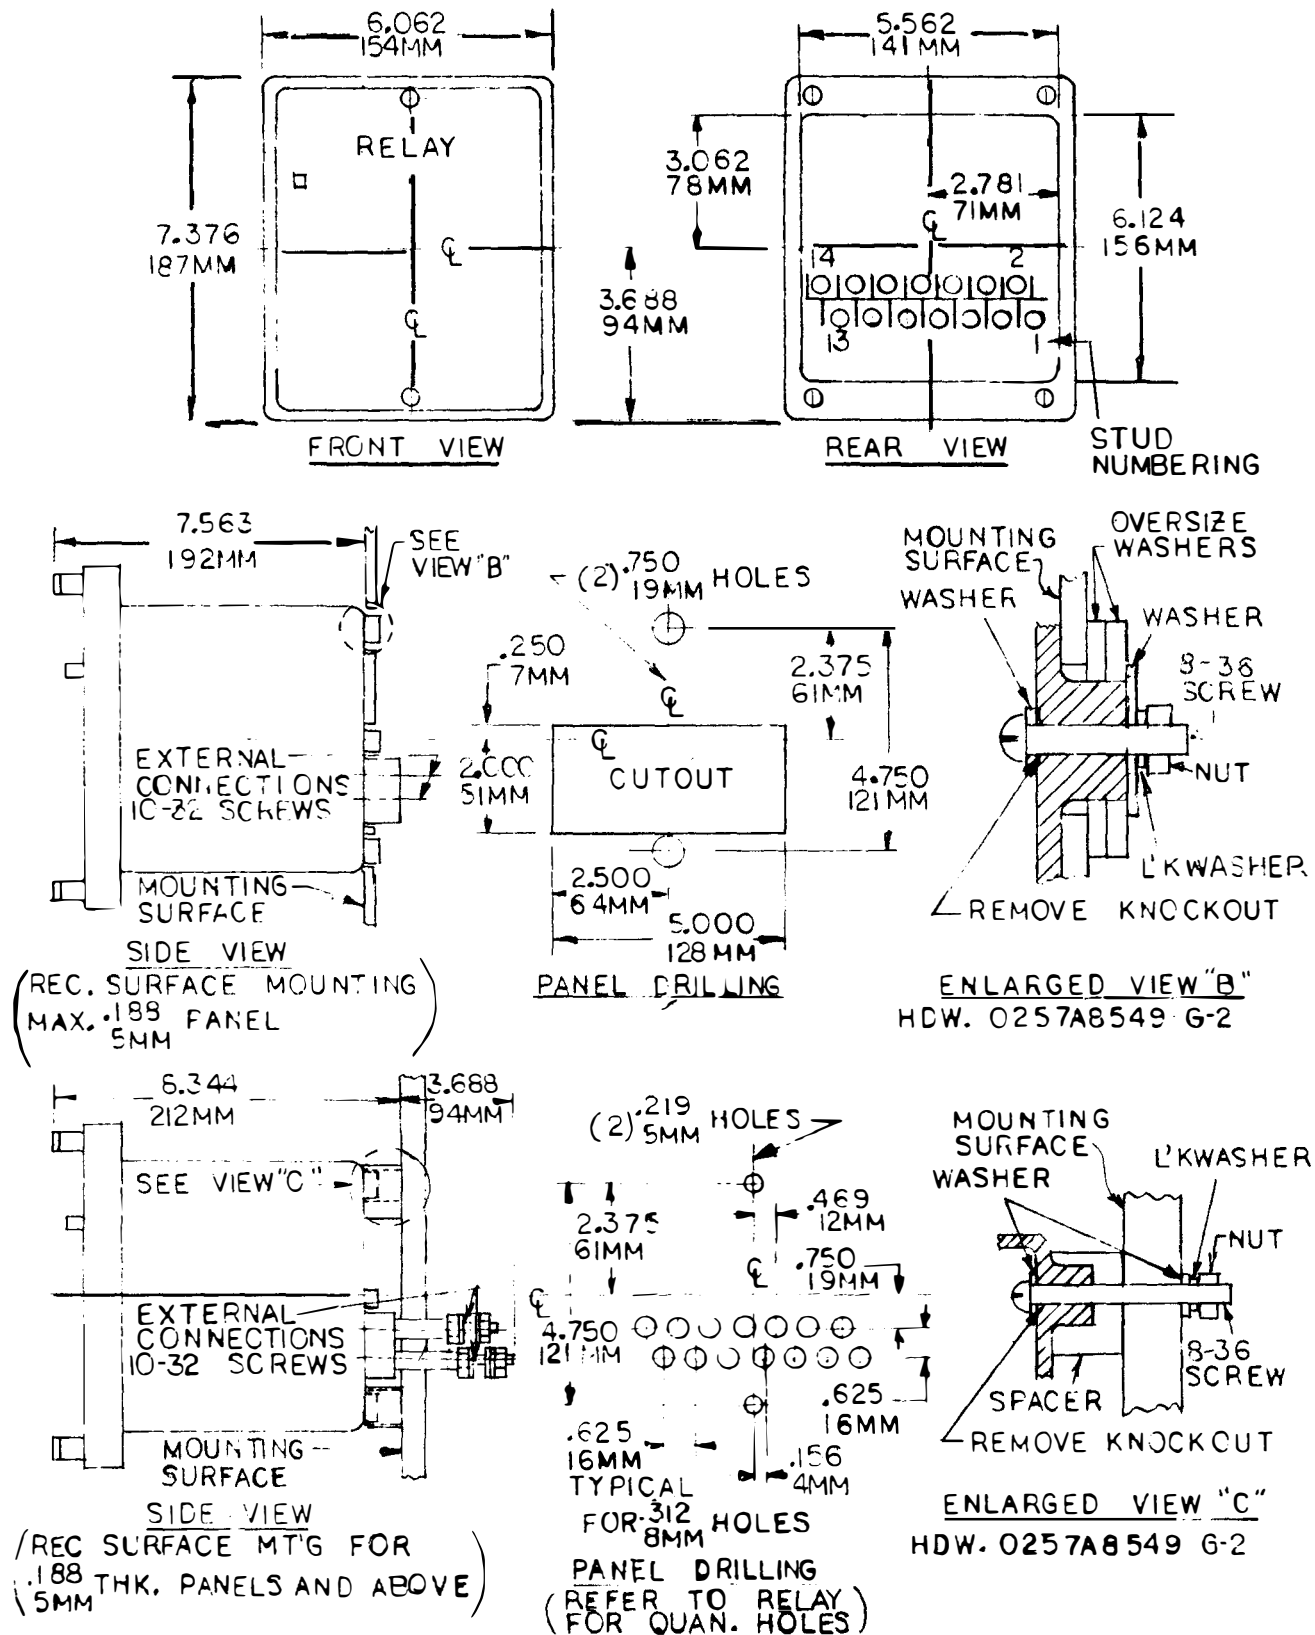 6.062
154MM
RELAY
7.376
187MM
3.688
94MM
℄
℄
FRONT VIEW
5.562
141MM
3.062
78MM
2.781
71MM
℄
6.124
156MM
14
2
13
1
REAR VIEW
STUD
NUMBERING
7.563
192MM
SEE
VIEW "B"
EXTERNAL
CONNECTIONS
SCREWS
MOUNTING
SURFACE
SIDE VIEW
(REC. SURFACE MOUNTING
MAX. .188 PANEL
5MM)
(2) .750 HOLES
19MM
.250
7MM
2.375
61MM
℄
℄
CUTOUT
2.000
51MM
4.750
121MM
2.500
64MM
5.000
128MM
PANEL DRILLING
MOUNTING
SURFACE
WASHER
OVERSIZE
WASHERS
WASHER
8-36
SCREW
NUT
L'KWASHER
REMOVE KNOCKOUT
ENLARGED VIEW "B"
HDW. 0257A8549 G-2
212MM
3.688
94MM
SEE VIEW "C"
EXTERNAL
CONNECTIONS
10-32 SCREWS
MOUNTING
SURFACE
SIDE VIEW
(REC SURFACE MT'G FOR
.188 THK. PANELS AND ABOVE)
5MM
(2) .219 HOLES
5MM
2.375
61MM
.469
12MM
℄
.750
19MM
℄
4.750
121MM
.625
16MM
.625
16MM
TYPICAL
FOR .312 HOLES
8MM
.156
4MM
PANEL DRILLING
(REFER TO RELAY
FOR QUAN. HOLES)
MOUNTING
SURFACE
WASHER
L'KWASHER
NUT
8-36
SCREW
SPACER
REMOVE KNOCKOUT
ENLARGED VIEW "C"
HDW. 0257A8549 G-2